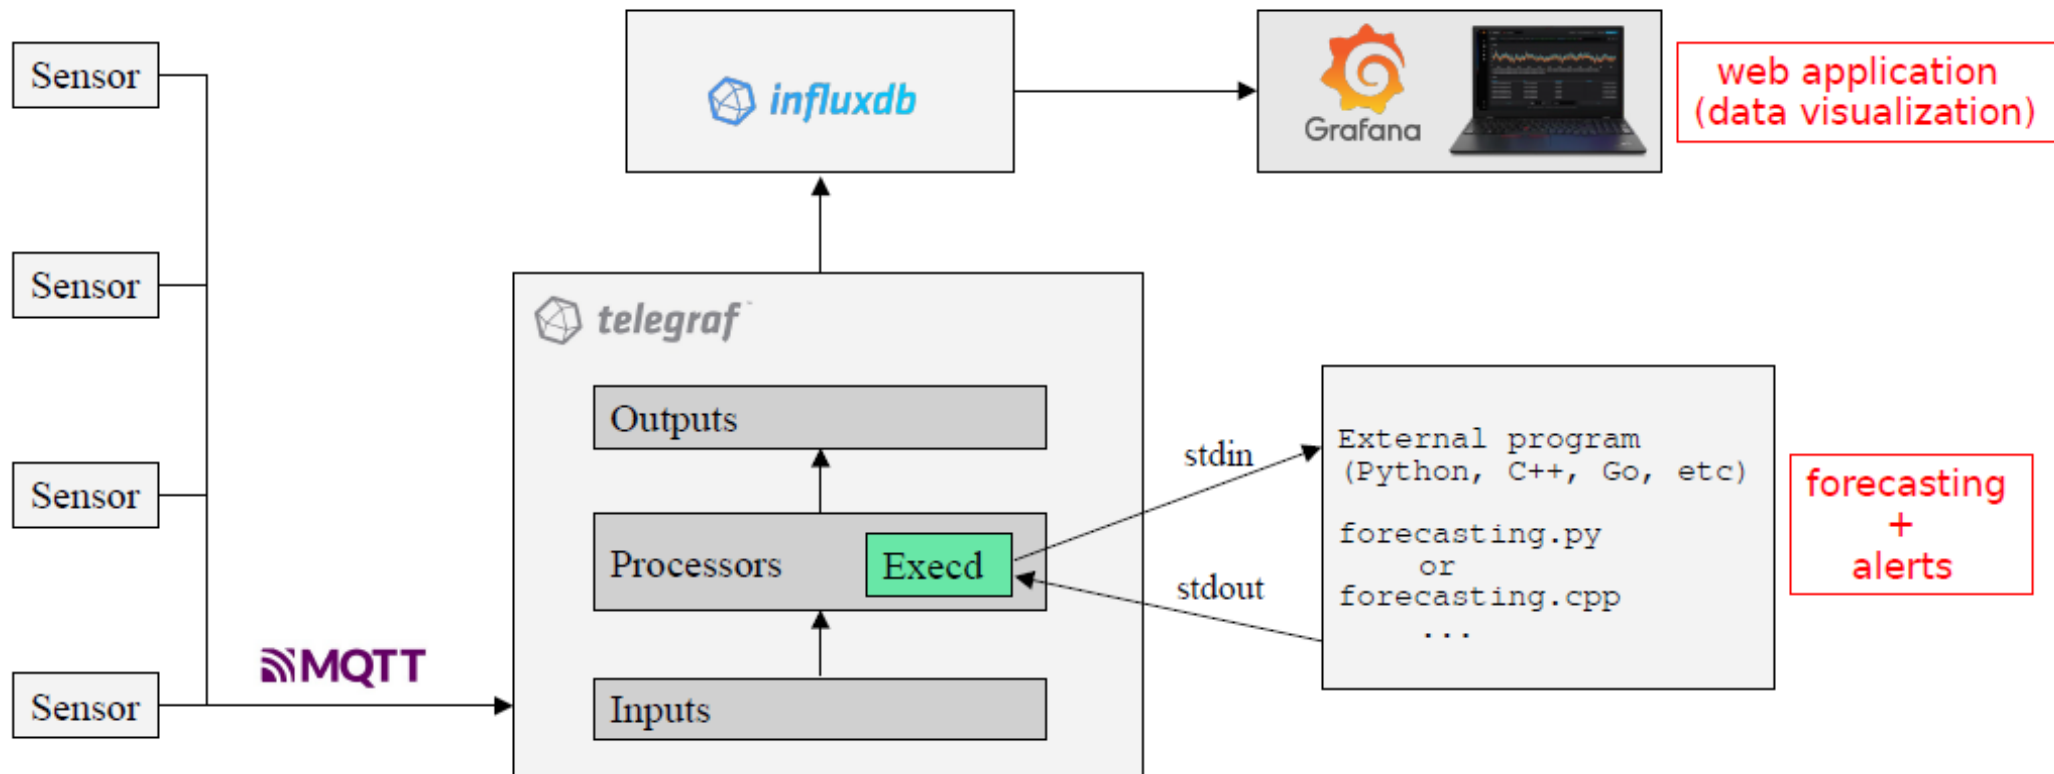 Sensor
Sensor
Sensor
Sensor
MQTT
influxdb
Grafana
web application
(data visualization)
telegraf
Outputs
Processors
Execd
Inputs
stdin
stdout
External program
(Python, C++, Go, etc)
forecasting.py
or
forecasting.cpp
...
forecasting
+
alerts